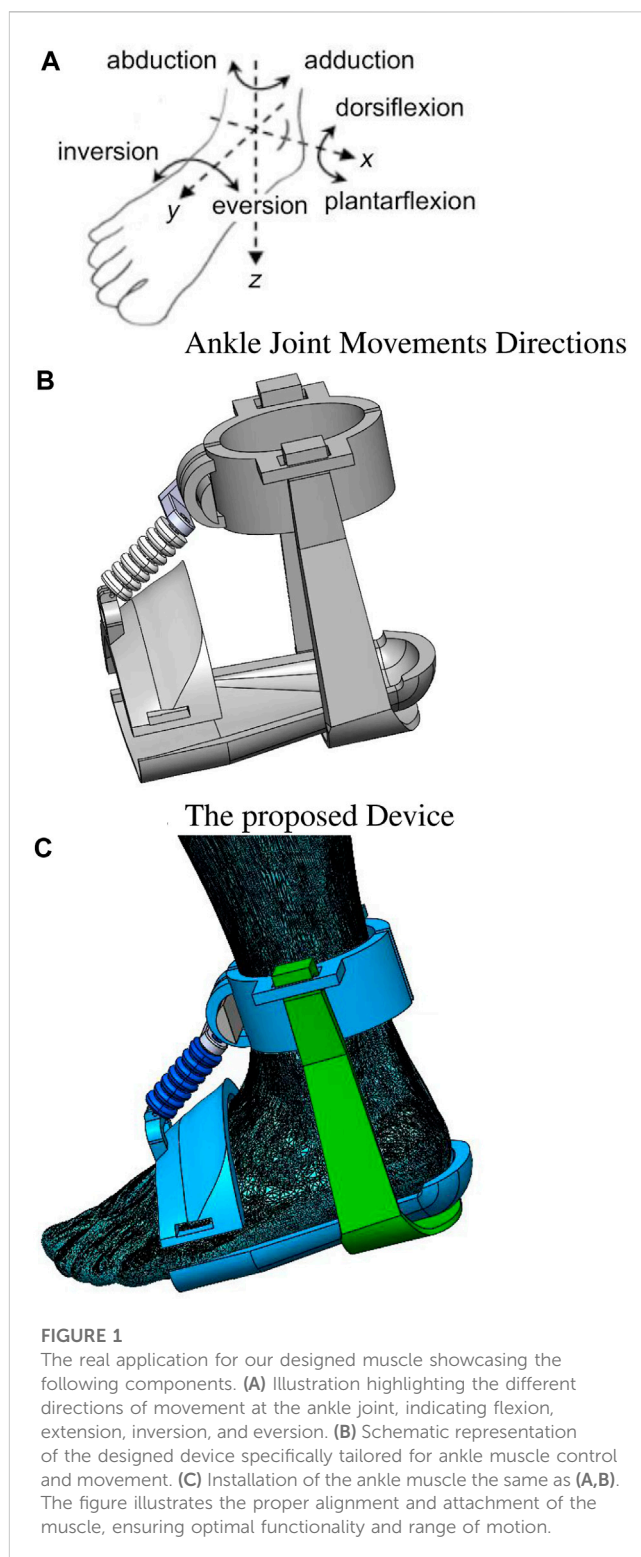 A
abduction
adduction
dorsiflexion
inversion
x
y
eversion
plantarflexion
z
Ankle Joint Movements Directions
B
. The proposed Device
C
FIGURE 1
The real application for our designed muscle showcasing the
following components. (A) Illustration highlighting the different
directions of movement at the ankle joint, indicating flexion,
extension, inversion, and eversion. (B) Schematic representation
of the designed device specifically tailored for ankle muscle control
and movement. (C) Installation of the ankle muscle the same as (A,B).
The figure illustrates the proper alignment and attachment of the
muscle, ensuring optimal functionality and range of motion.